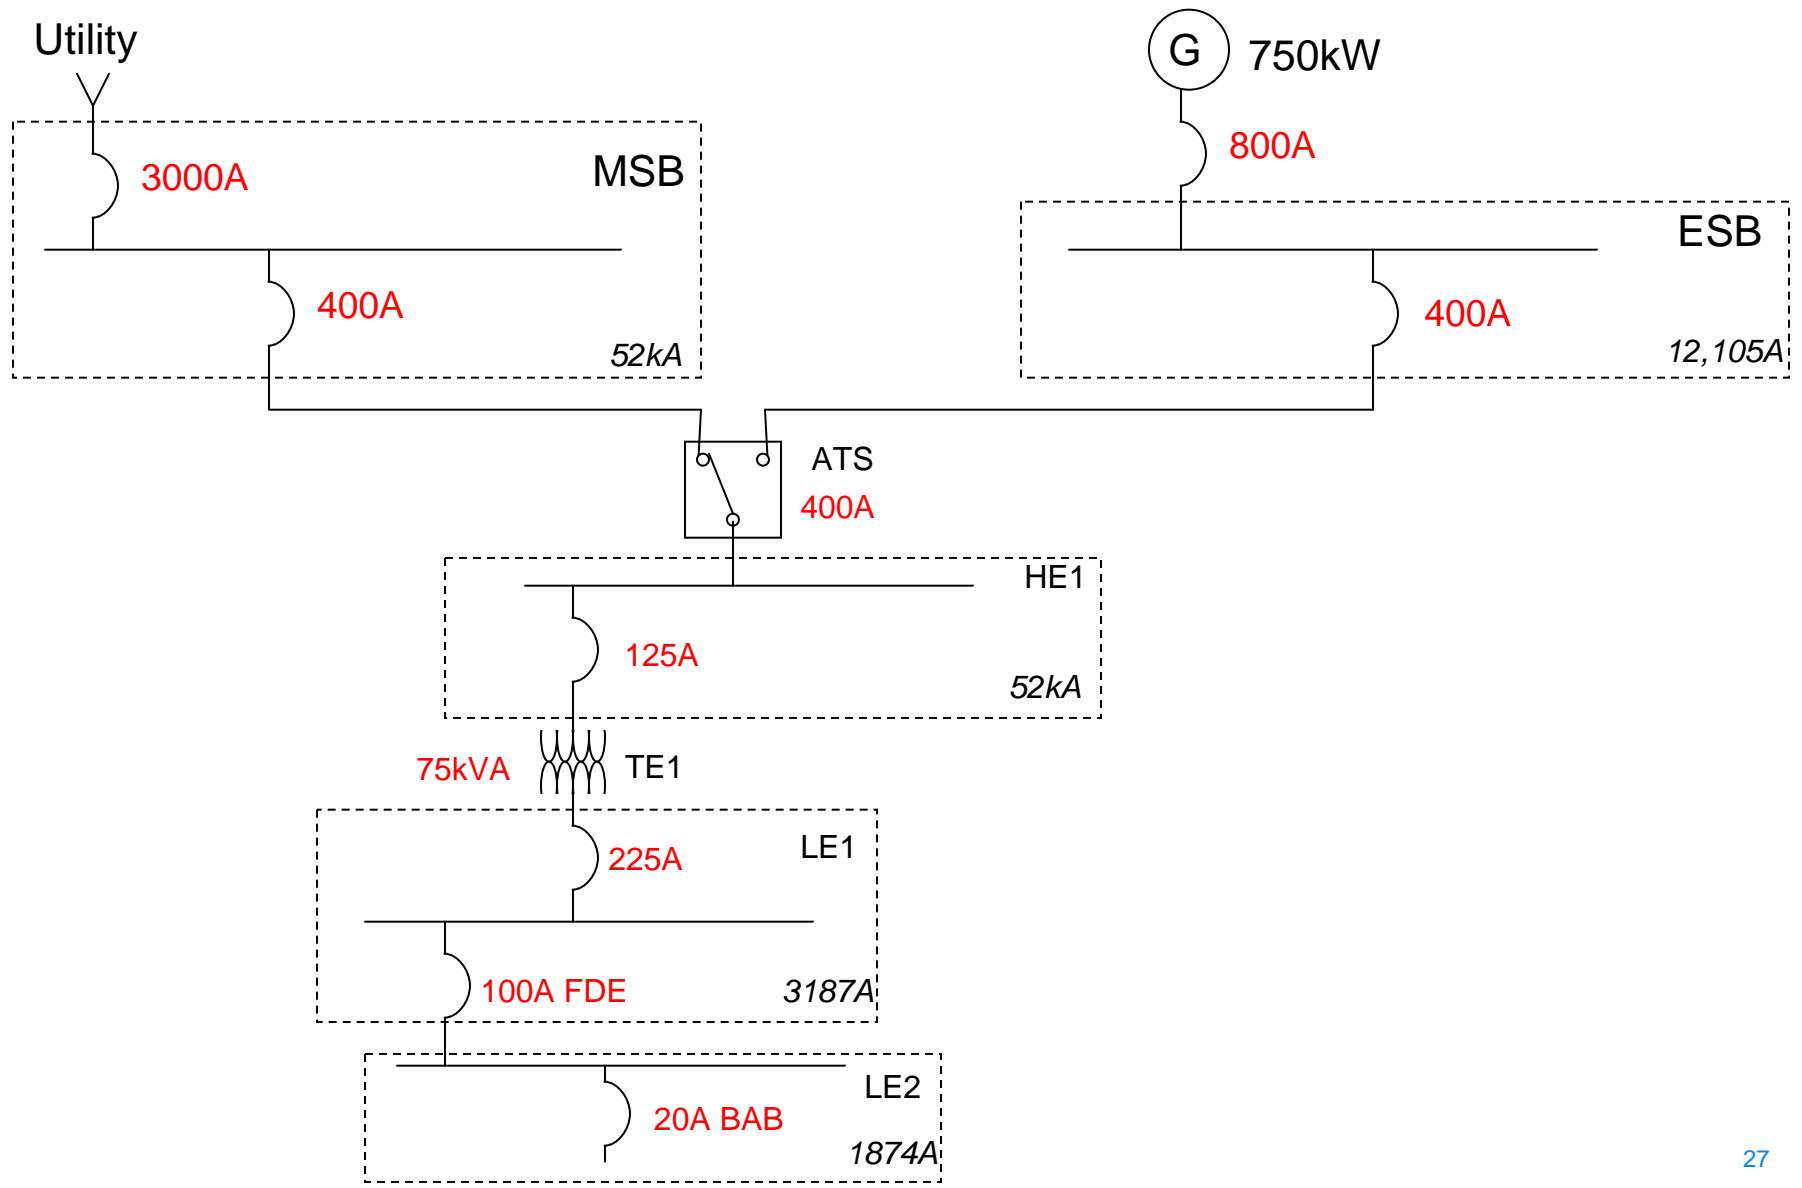 Utility
G 750kW
3000A
MSB
800A
ESB
400A
52kA
400A
12,105A
ATS
400A
HE1
125A
52kA
75kVA TE1
LE1
225A
100A FDE
3187A
LE2
20A BAB
1874A
27